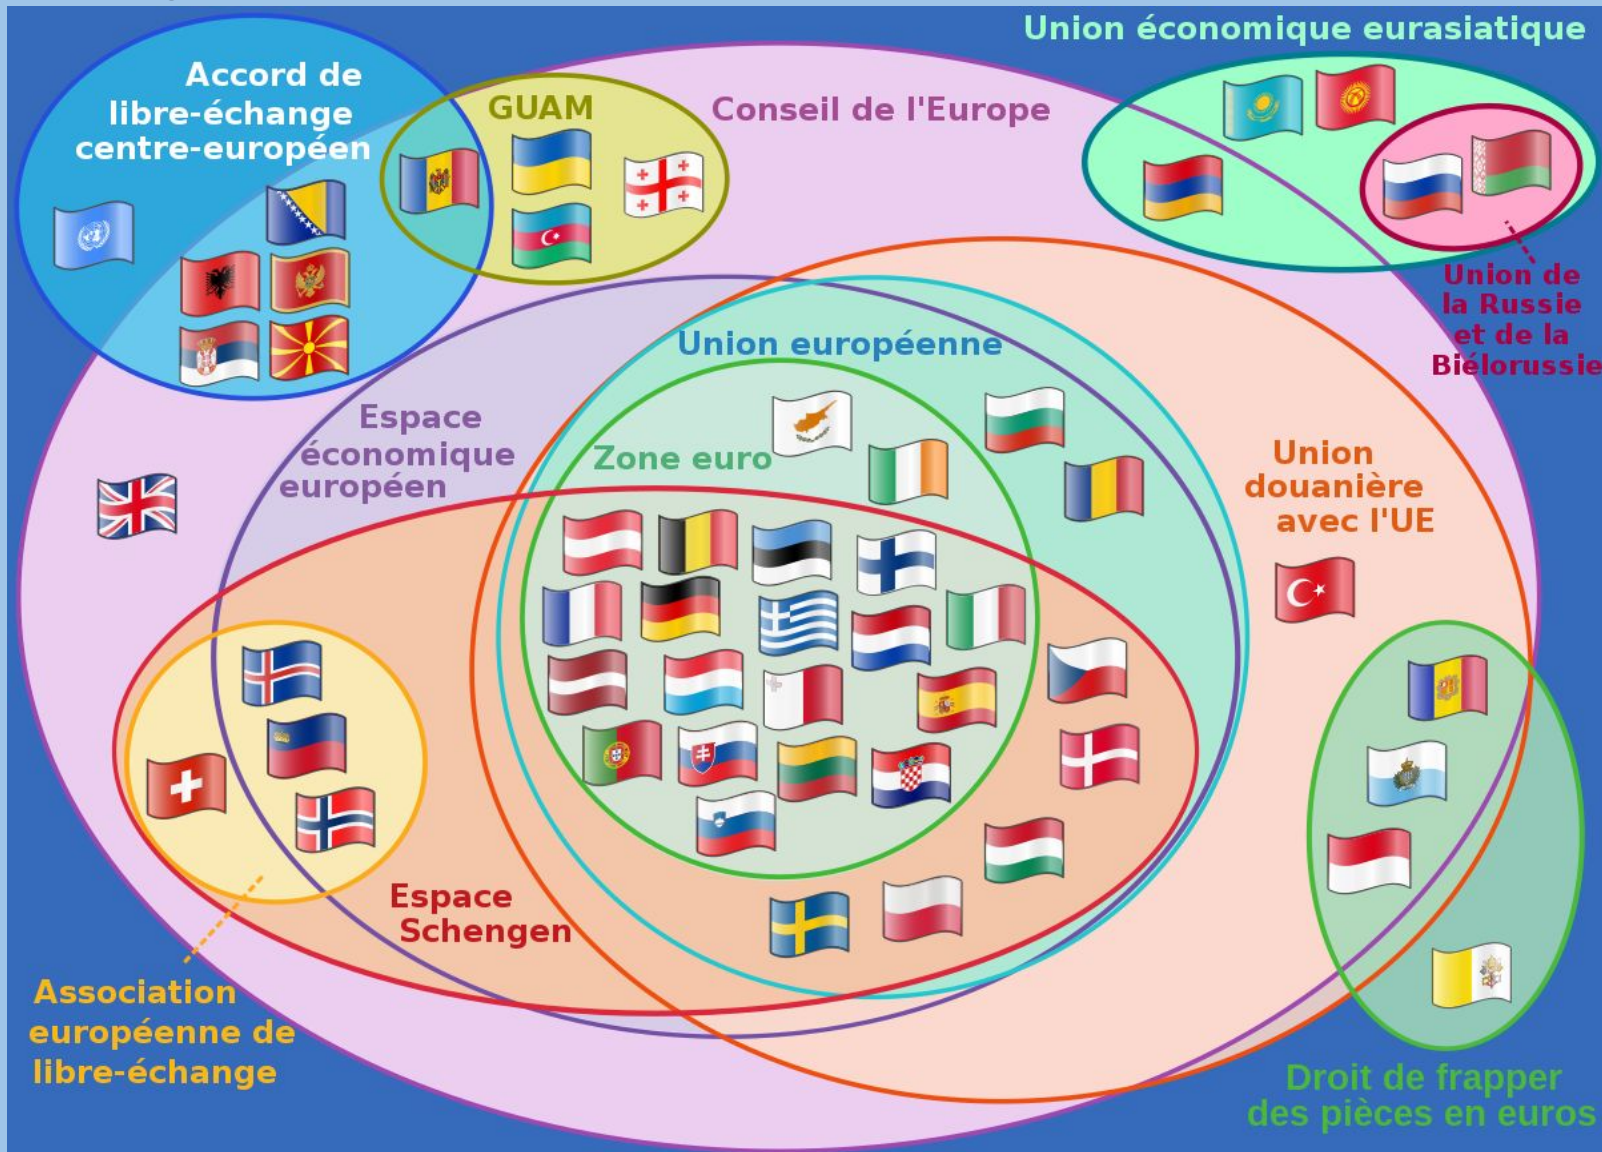 Union économique eurasiatique
Accord de
libre-échange
centre-européen
GUAM
Conseil de l'Europe
Union de
la Russie
et de la
Biélorussie
Union européenne
Espace
économique
européen
Zone euro
Union
douanière
avec l'UE
Espace
Schengen
Association
européenne de
libre-échange
Droit de frapper
des pièces en euros